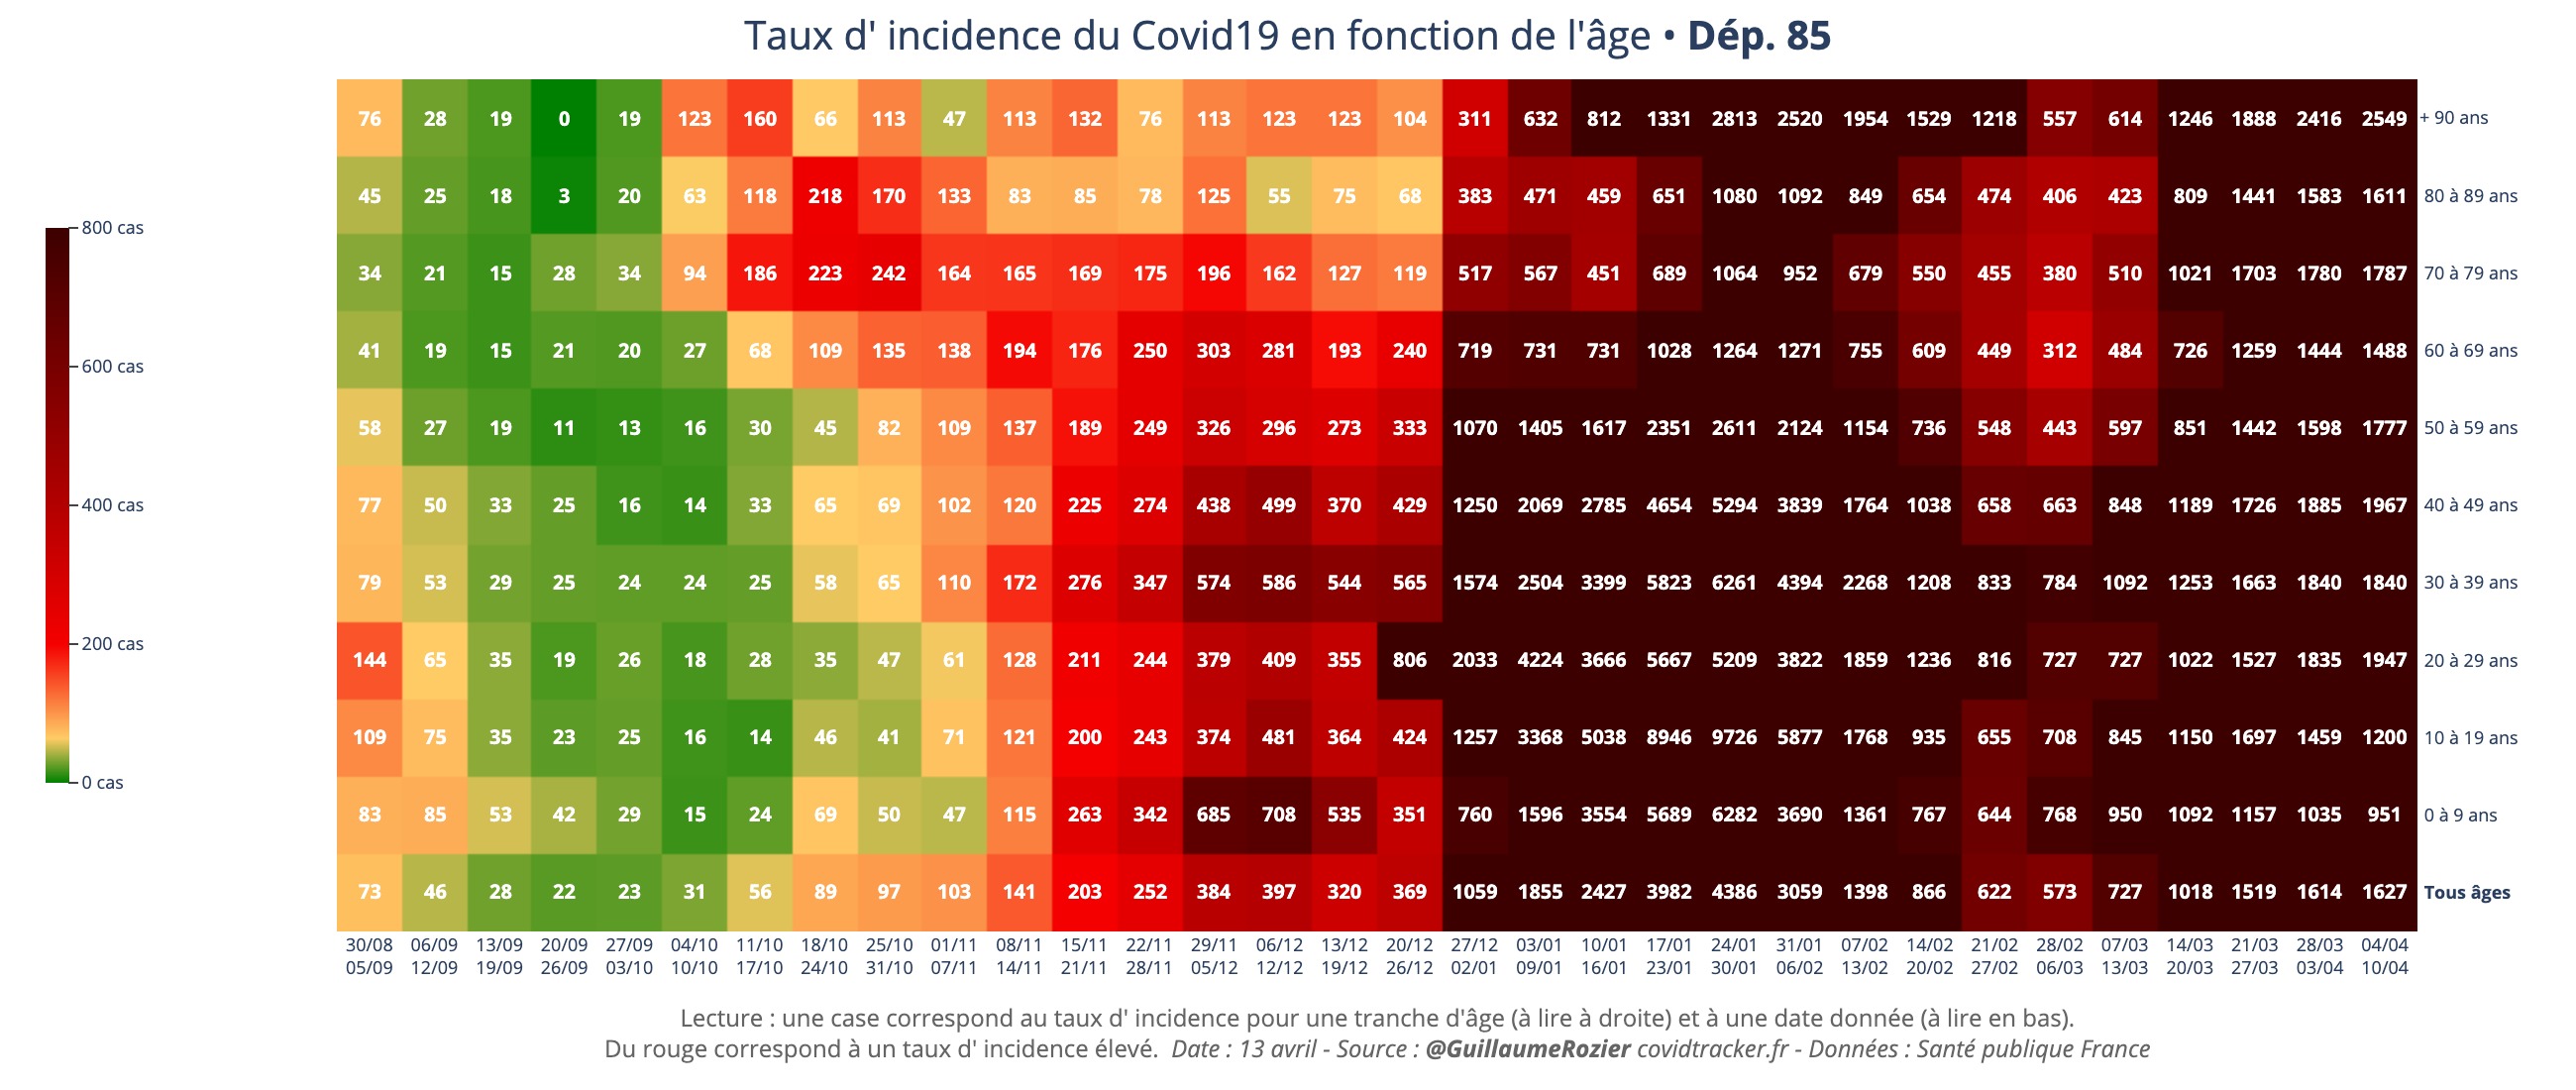 Taux d' incidence du Covid19 en fonction de l'âge • Dép. 85
76 28 19 0 19 123 160 66 113 47 113 132 76 113 123 123 104 311 632 812 1331 2813 2520 1954 1529 1218 557 614 1246 1888 2416 2549 + 90 ans
45 25 18 3 20 63 118 218 170 133 83 85 78 125 55 75 68 383 471 459 651 1080 1092 849 654 474 406 423 809 1441 1583 1611 80 à 89 ans
800 cas
34 21 15 28 34 94 186 223 242 164 165 169 175 196 162 127 119 517 567 451 689 1064 952 679 550 455 380 510 1021 1703 1780 1787 70 à 79 ans
41 19 15 21 20 27 68 109 135 138 194 176 250 303 281 193 240 719 731 731 1028 1264 1271 755 609 449 312 484 726 1259 1444 1488 60 à 69 ans
600 cas
58 27 19 11 13 16 30 45 82 109 137 189 249 326 296 273 333 1070 1405 1617 2351 2611 2124 1154 736 548 443 597 851 1442 1598 1777 50 à 59 ans
400 cas
77 50 33 25 16 14 33 65 69 102 120 225 274 438 499 370 429 1250 2069 2785 4654 5294 3839 1764 1038 658 663 848 1189 1726 1885 1967 40 à 49 ans
79 53 29 25 24 24 25 58 65 110 172 276 347 574 586 544 565 1574 2504 3399 5823 6261 4394 2268 1208 833 784 1092 1253 1663 1840 1840 30 à 39 ans
200 cas
144 65 35 19 26 18 28 35 47 61 128 211 244 379 409 355 806 2033 4224 3666 5667 5209 3822 1859 1236 816 727 727 1022 1527 1835 1947 20 à 29 ans
109 75 35 23 25 16 14 46 41 71 121 200 243 374 481 364 424 1257 3368 5038 8946 9726 5877 1768 935 655 708 845 1150 1697 1459 1200 10 à 19 ans
0 cas
83 85 53 42 29 15 24 69 50 47 115 263 342 685 708 535 351 760 1596 3554 5689 6282 3690 1361 767 644 768 950 1092 1157 1035 951 0 à 9 ans
73 46 28 22 23 31 56 89 97 103 141 203 252 384 397 320 369 1059 1855 2427 3982 4386 3059 1398 866 622 573 727 1018 1519 1614 1627 Tous âges
30/08 06/09 13/09 20/09 27/09 04/10 11/10 18/10 25/10 01/11 08/11 15/11 22/11 29/11 06/12 13/12 20/12 27/12 03/01 10/01 17/01 24/01 31/01 07/02 14/02 21/02 28/02 07/03 14/03 21/03 28/03 04/04
05/09 12/09 19/09 26/09 03/10 10/10 17/10 24/10 31/10 07/11 14/11 21/11 28/11 05/12 12/12 19/12 26/12 02/01 09/01 16/01 23/01 30/01 06/02 13/02 20/02 27/02 06/03 13/03 20/03 27/03 03/04 10/04
Lecture : une case correspond au taux d' incidence pour une tranche d'âge (à lire à droite) et à une date donnée (à lire en bas).
Du rouge correspond à un taux d' incidence élevé. Date : 13 avril - Source : @GuillaumeRozier covidtracker.fr - Données : Santé publique France